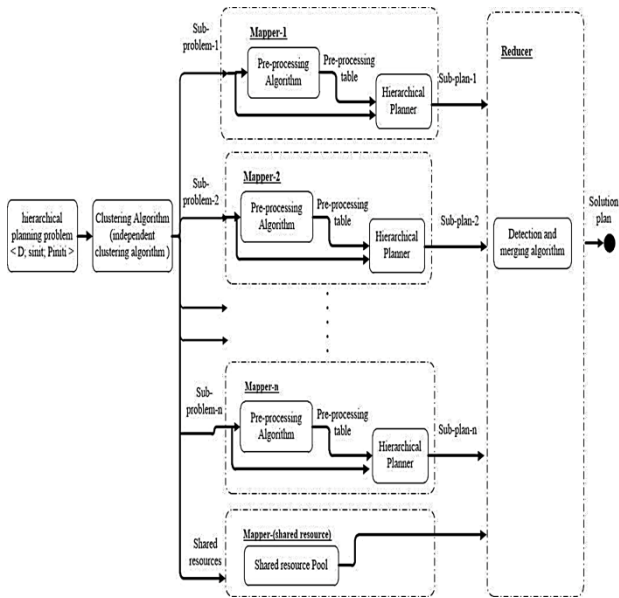 hierarchical
planning problem
< D; sinit; Piniti >
Clustering Algorithm
(independent
clustering algorithm )
Sub-
problem-1
Mapper-1
Pre-processing
Algorithm
Pre-processing
table
Hierarchical
Planner
Sub-plan-1
Sub-
problem-2
Mapper-2
Pre-processing
Algorithm
Pre-processing
table
Hierarchical
Planner
Sub-plan-2
Sub-
problem-n
Mapper-n
Pre-processing
Algorithm
Pre-processing
table
Hierarchical
Planner
Sub-plan-n
Shared
resources
Mapper-(shared resource)
Shared resource Pool
Reducer
Detection and
merging algorithm
Solution
plan